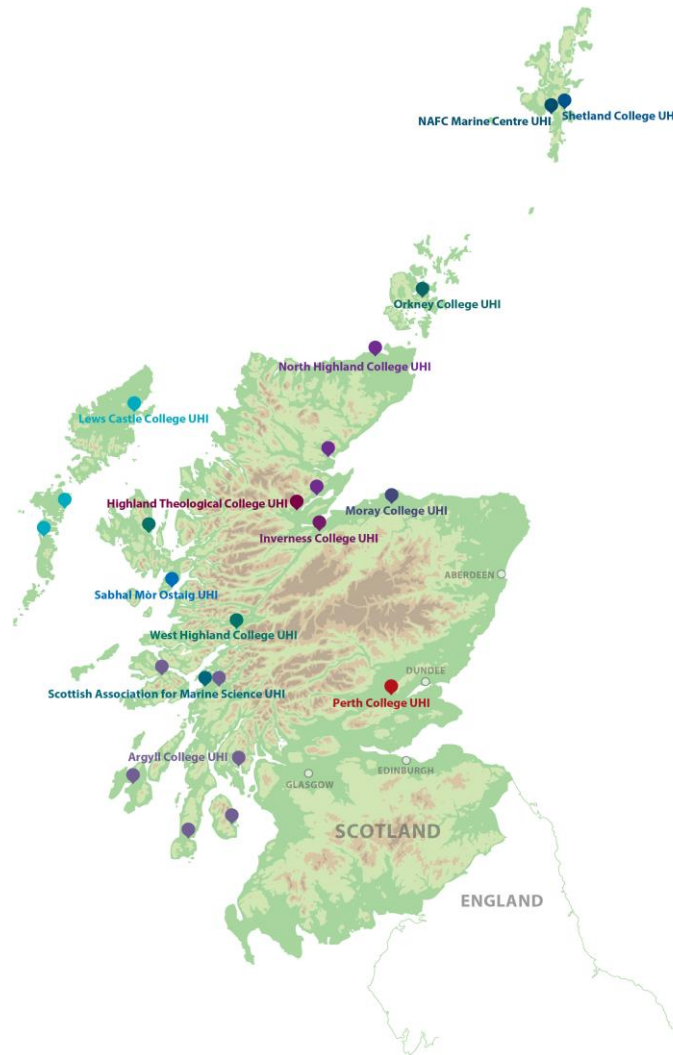 NAFC Marine Centre UHI
Shetland College UH
Orkney College UHI
North Highland College UHI
Lews Castle College UHI
Highland Theological College UHI
Moray College UHI
Inverness College UHI
ABERDEEN
Sabhal Mòr Ostaig UHI
West Highland College UHI
DUNDEE
Scottish Association for Marine Science UHI
Perth College UHI
Argyll College UHI
EDINBURGH
GLASGOW
SCOTLAND
ENGLAND